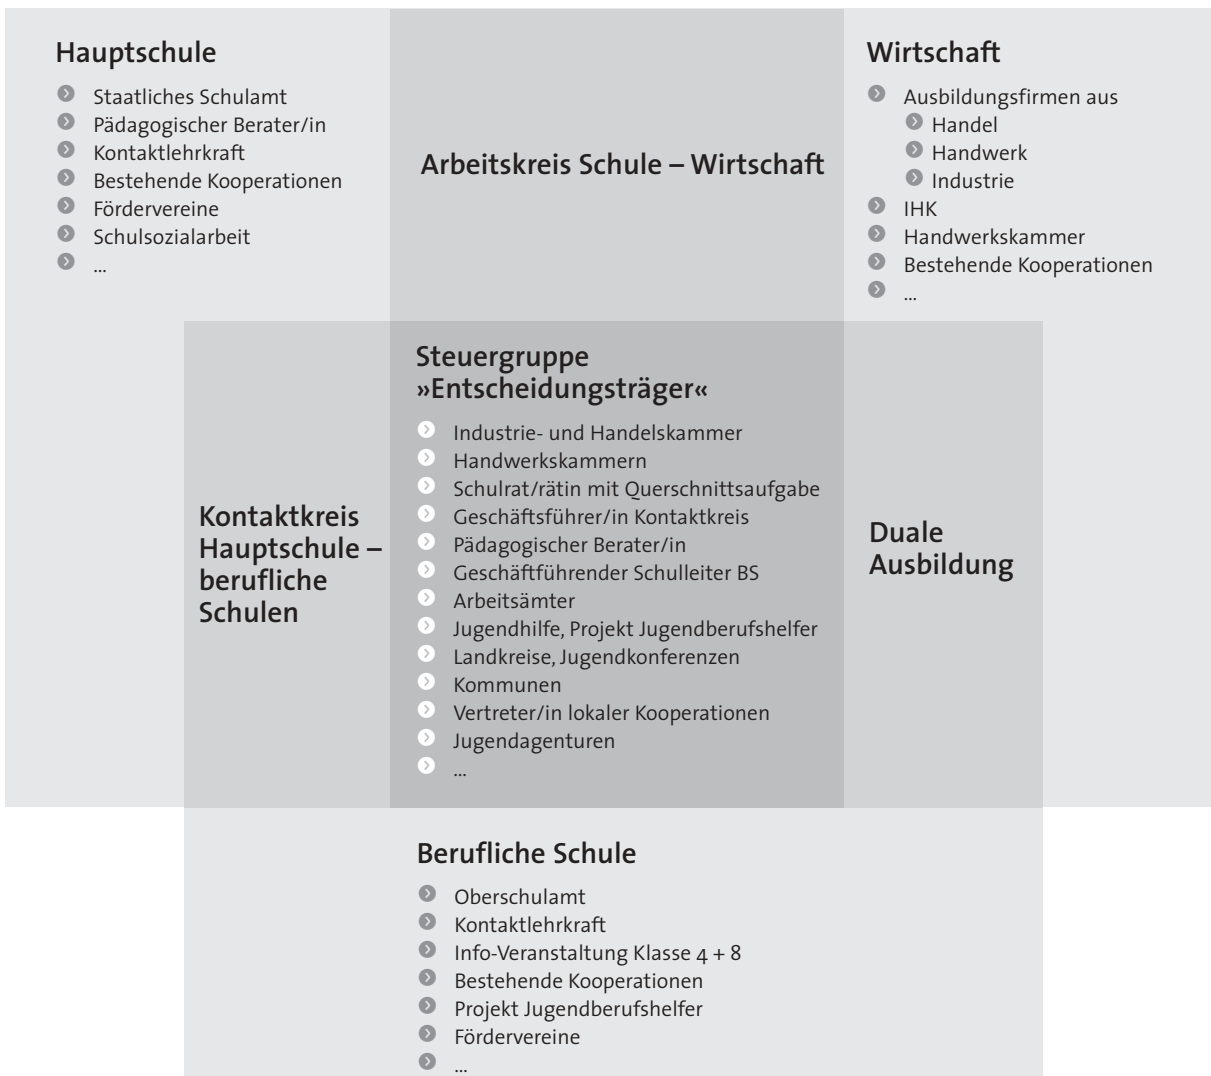 Hauptschule
Staatliches Schulamt
Pädagogischer Berater/in
Kontaktlehrkraft
Bestehende Kooperationen
Fördervereine
Schulsozialarbeit
...
Arbeitskreis Schule – Wirtschaft
Wirtschaft
Ausbildungsfirmen aus
Handel
Handwerk
Industrie
IHK
Handwerkskammer
Bestehende Kooperationen
...
Kontaktkreis
Hauptschule –
berufliche
Schulen
Steuergruppe
»Entscheidungsträger«
Industrie- und Handelskammer
Handwerkskammern
Schulrat/rätin mit Querschnittsaufgabe
Geschäftsführer/in Kontaktkreis
Pädagogischer Berater/in
Geschäftführender Schulleiter BS
Arbeitsämter
Jugendhilfe, Projekt Jugendberufshelfer
Landkreise, Jugendkonferenzen
Kommunen
Vertreter/in lokaler Kooperationen
Jugendagenturen
...
Duale
Ausbildung
Berufliche Schule
Oberschulamt
Kontaktlehrkraft
Info-Veranstaltung Klasse 4 + 8
Bestehende Kooperationen
Projekt Jugendberufshelfer
Fördervereine
...